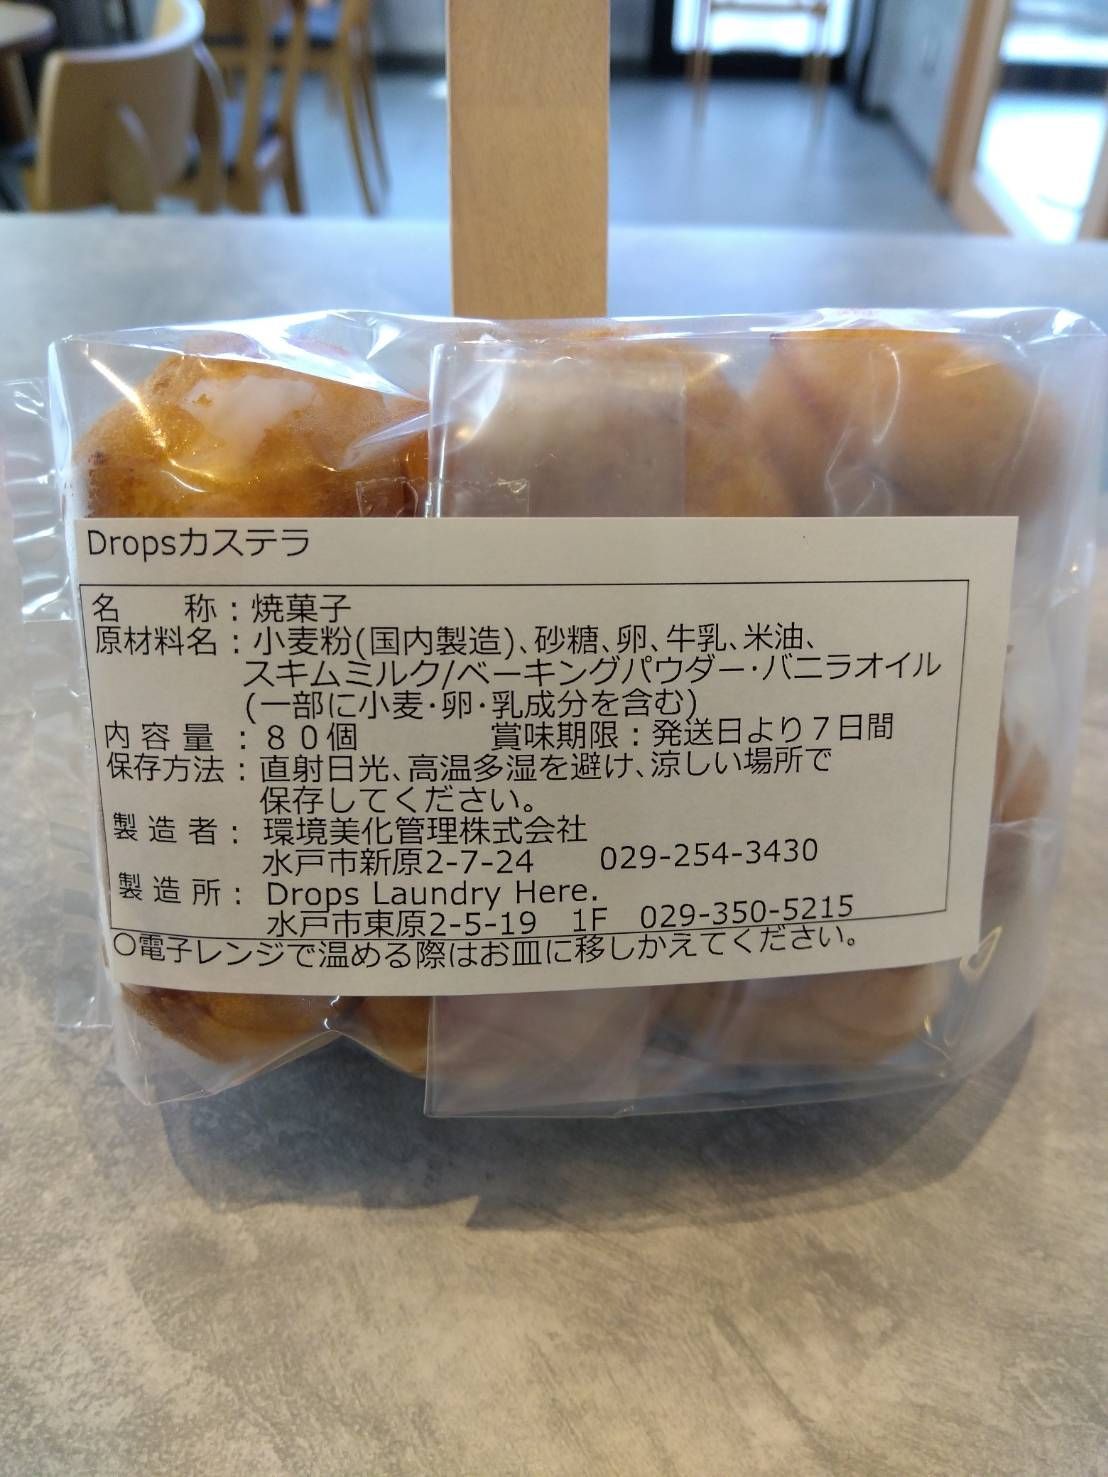 Dropsカステラ
名　　称：焼菓子
原材料名：小麦粉(国内製造)、砂糖、卵、牛乳、米油、
スキムミルク/ベーキングパウダー･バニラオイル
(一部に小麦･卵･乳成分を含む)
内容量：８０個　賞味期限：発送日より７日間
保存方法：直射日光、高温多湿を避け、涼しい場所で
保存してください。
製造者：環境美化管理株式会社
水戸市新原2-7-24　029-254-3430
製造所：Drops Laundry Here.
水戸市東原2-5-19　1F　029-350-5215
○電子レンジで温める際はお皿に移しかえてください。